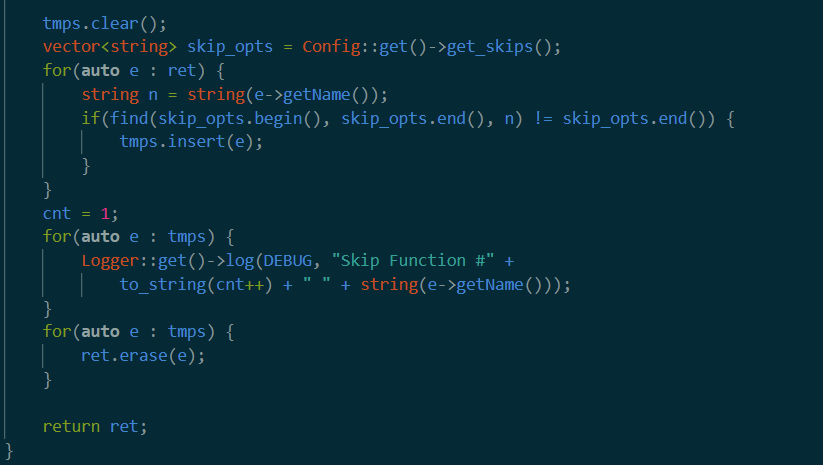 tmps.clear();
vector<string> skip_opts = Config::get()->get_skips();
for(auto e : ret) {
string n = string(e->getName());
if(find(skip_opts.begin(), skip_opts.end(), n) != skip_opts.end()) {
tmps.insert(e);
}
}
cnt = 1;
for(auto e : tmps) {
Logger::get()->log(DEBUG, "Skip Function #" +
to_string(cnt++) + " " + string(e->getName()));
}
for(auto e : tmps) {
ret.erase(e);
}
return ret;
}